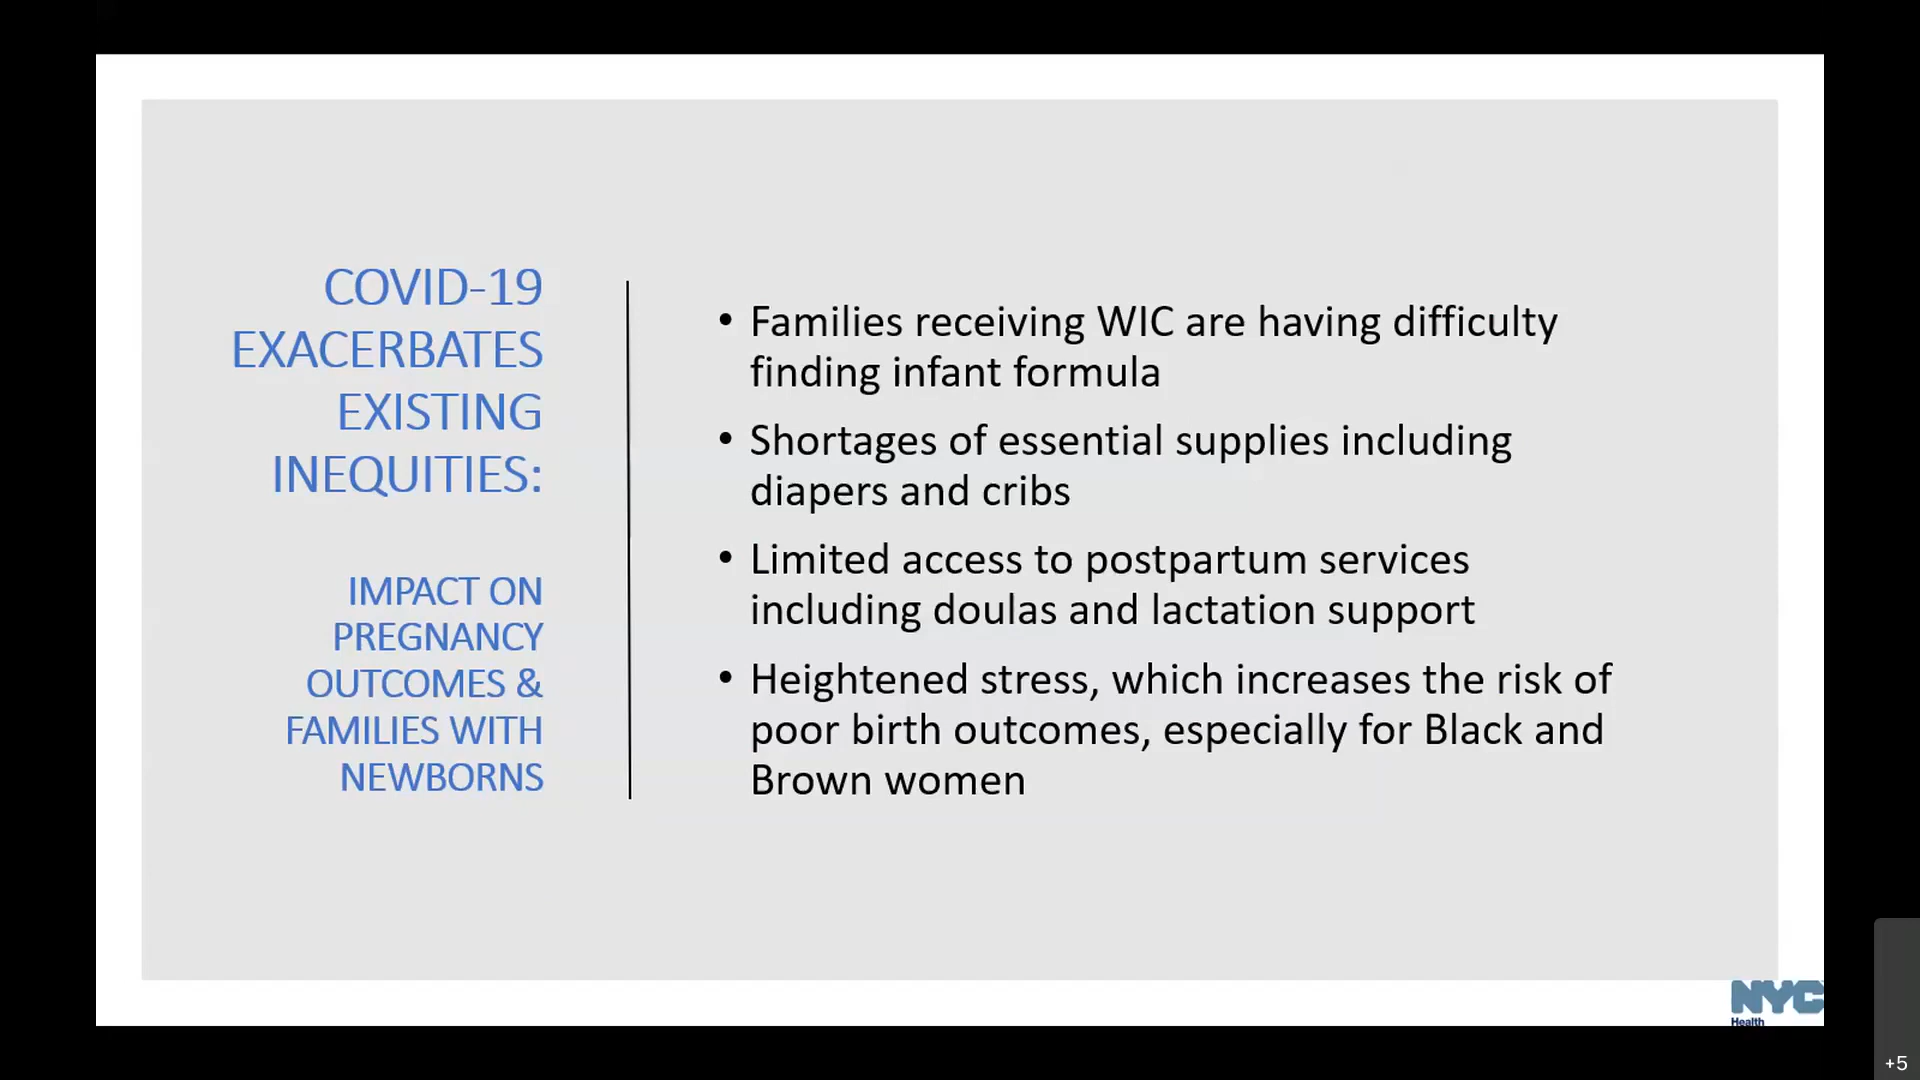 COVID-19
EXACERBATES
EXISTING
INEQUITIES:
IMPACT ON
PREGNANCY
OUTCOMES &
FAMILIES WITH
NEWBORNS
• Families receiving WIC are having difficulty
finding infant formula
• Shortages of essential supplies including
diapers and cribs
• Limited access to postpartum services
including doulas and lactation support
• Heightened stress, which increases the risk of
poor birth outcomes, especially for Black and
Brown women
NYC
Health
+5